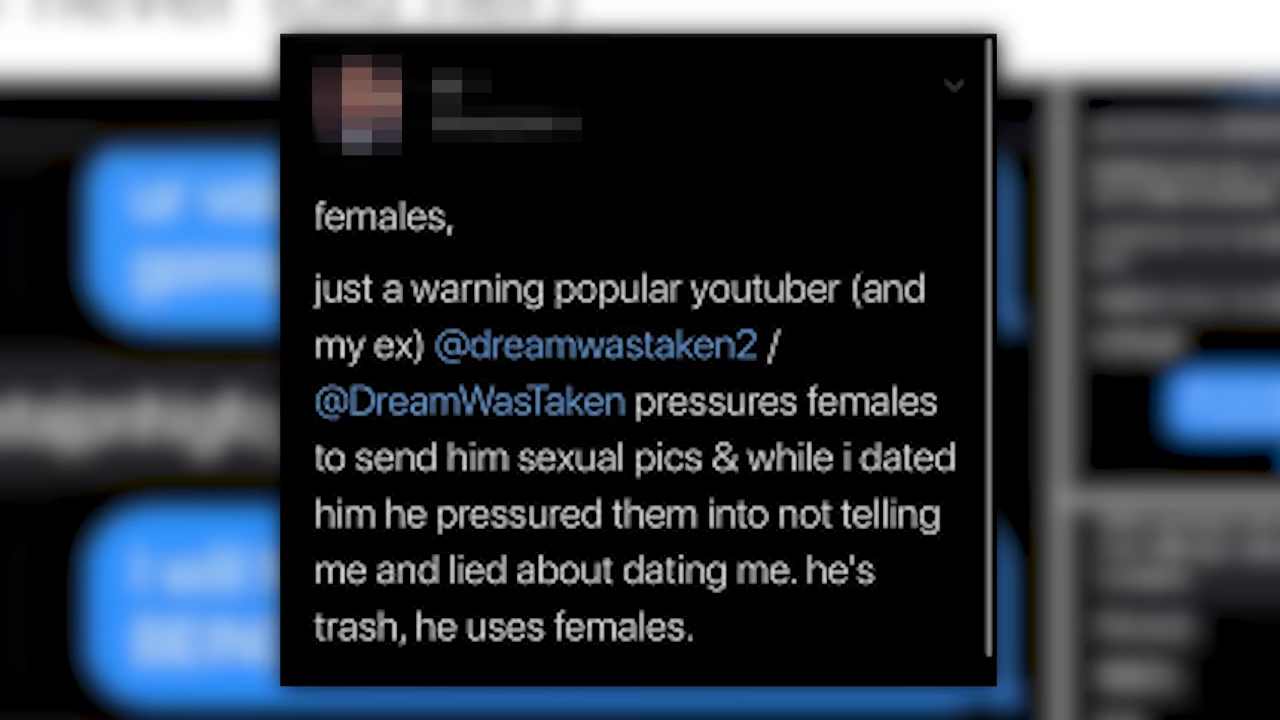 females,
just a warning popular youtuber (and
my ex) @dreamwastaken2 /
@DreamWasTaken pressures females
to send him sexual pics & while i dated
him he pressured them into not telling
me and lied about dating me. he's
trash, he uses females.